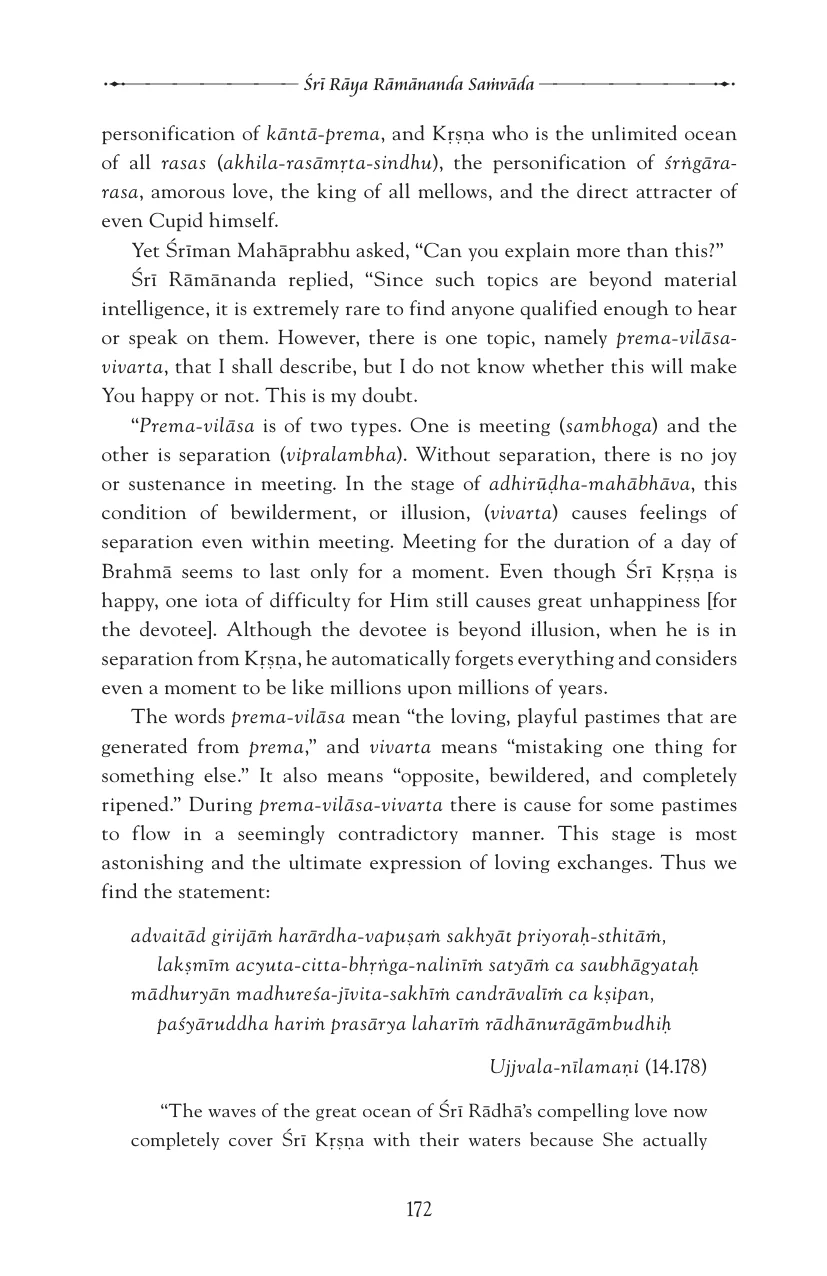 Śrī Rāya Rāmānanda Saṁvāda
personification of kāntā-prema, and Kṛṣṇa who is the unlimited ocean
of all rasas (akhila-rasāmṛta-sindhu), the personification of śrṅgāra-
rasa, amorous love, the king of all mellows, and the direct attracter of
even Cupid himself.
Yet Śrīman Mahāprabhu asked, “Can you explain more than this?”
Śrī Rāmānanda replied, “Since such topics are beyond material
intelligence, it is extremely rare to find anyone qualified enough to hear
or speak on them. However, there is one topic, namely prema-vilāsa-
vivarta, that I shall describe, but I do not know whether this will make
You happy or not. This is my doubt.
“Prema-vilāsa is of two types. One is meeting (sambhoga) and the
other is separation (vipralambha). Without separation, there is no joy
or sustenance in meeting. In the stage of adhirūḍha-mahābhāva, this
condition of bewilderment, or illusion, (vivarta) causes feelings of
separation even within meeting. Meeting for the duration of a day of
Brahmā seems to last only for a moment. Even though Śrī Kṛṣṇa is
happy, one iota of difficulty for Him still causes great unhappiness [for
the devotee]. Although the devotee is beyond illusion, when he is in
separation from Kṛṣṇa, he automatically forgets everything and considers
even a moment to be like millions upon millions of years.
The words prema-vilāsa mean “the loving, playful pastimes that are
generated from prema,” and vivarta means “mistaking one thing for
something else.” It also means “opposite, bewildered, and completely
ripened.” During prema-vilāsa-vivarta there is cause for some pastimes
to flow in a seemingly contradictory manner. This stage is most
astonishing and the ultimate expression of loving exchanges. Thus we
find the statement:
advaitād girijāṁ harārdha-vapuṣaṁ sakhyāt priyoraḥ-sthitāṁ,
lakṣmīm acyuta-citta-bhṛṅga-nalinīṁ satyāṁ ca saubhāgyataḥ
mādhuryān madhureśa-jīvita-sakhīṁ candrāvalīṁ ca kṣipan,
paśyāruddha hariṁ prasārya laharīṁ rādhānurāgāmbudhiḥ
Ujjvala-nīlamaṇi (14.178)
“The waves of the great ocean of Śrī Rādhā’s compelling love now
completely cover Śrī Kṛṣṇa with their waters because She actually
172